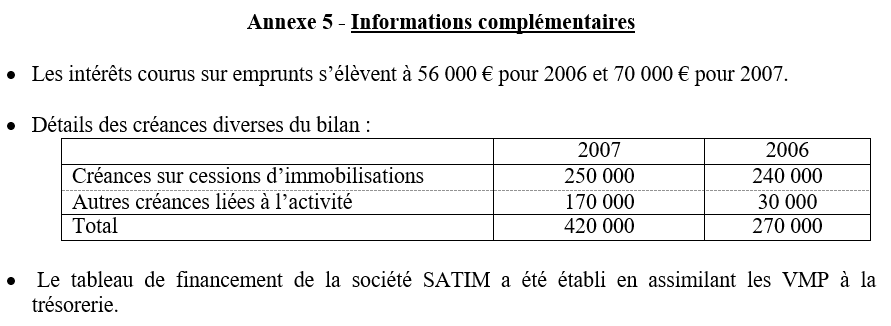 Annexe 5 - Informations complémentaires
• Les intérêts courus sur emprunts s’élèvent à 56 000 € pour 2006 et 70 000 € pour 2007.
• Détails des créances diverses du bilan :
2007 2006
Créances sur cessions d’immobilisations 250 000 240 000
Autres créances liées à l’activité 170 000 30 000
Total 420 000 270 000
• Le tableau de financement de la société SATIM a été établi en assimilant les VMP à la
trésorerie.